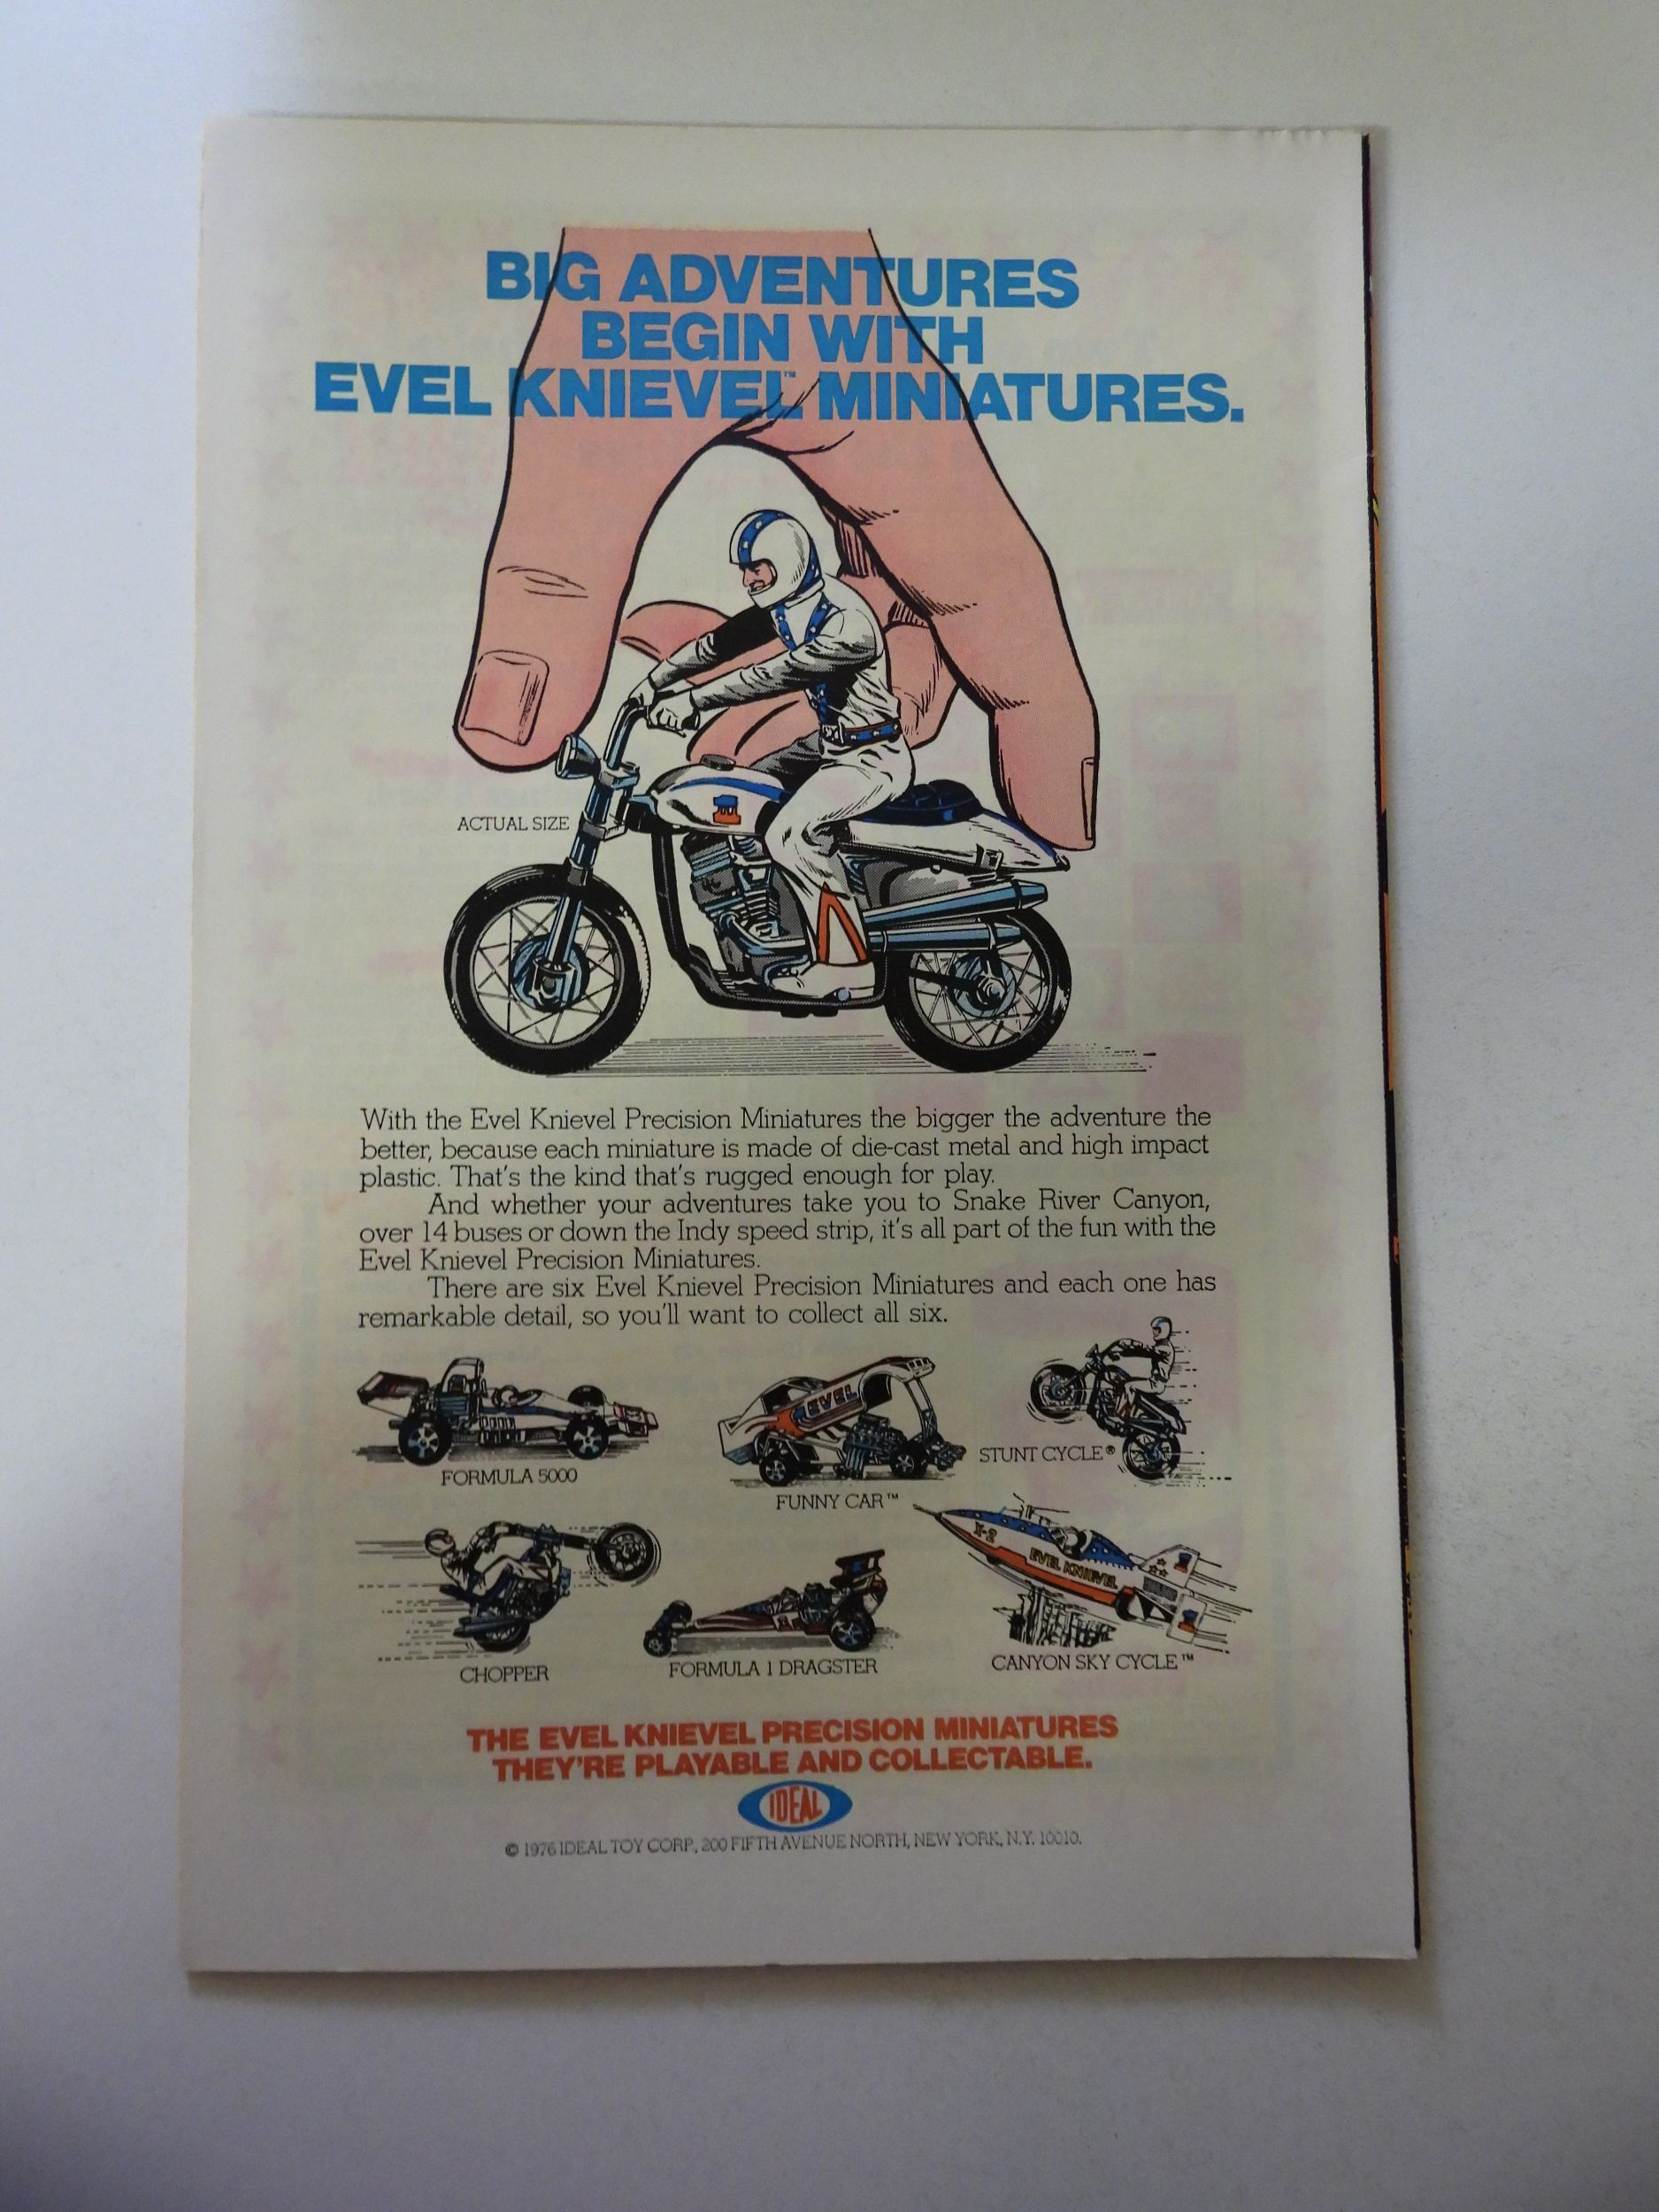 BIG ADVENTURES
BEGIN WITH
EVEL KNIEVEL™ MINIATURES.
ACTUAL SIZE
With the Evel Knievel Precision Miniatures the bigger the adventure the
better, because each miniature is made of die-cast metal and high impact
plastic. That's the kind that's rugged enough for play.
And whether your adventures take you to Snake River Canyon,
over 14 buses or down the Indy speed strip, it's all part of the fun with the
Evel Knievel Precision Miniatures.
There are six Evel Knievel Precision Miniatures and each one has
remarkable detail, so you'll want to collect all six.
FORMULA 5000
EVEL
FUNNY CAR™
STUNT CYCLE®
CHOPPER
FORMULA 1 DRAGSTER
X-2
EVEL KNIEVEL
CANYON SKY CYCLE™
THE EVEL KNIEVEL PRECISION MINIATURES
THEY'RE PLAYABLE AND COLLECTABLE.
IDEAL
© 1976 IDEAL TOY CORP., 200 FIFTH AVENUE NORTH, NEW YORK, N.Y. 10010.